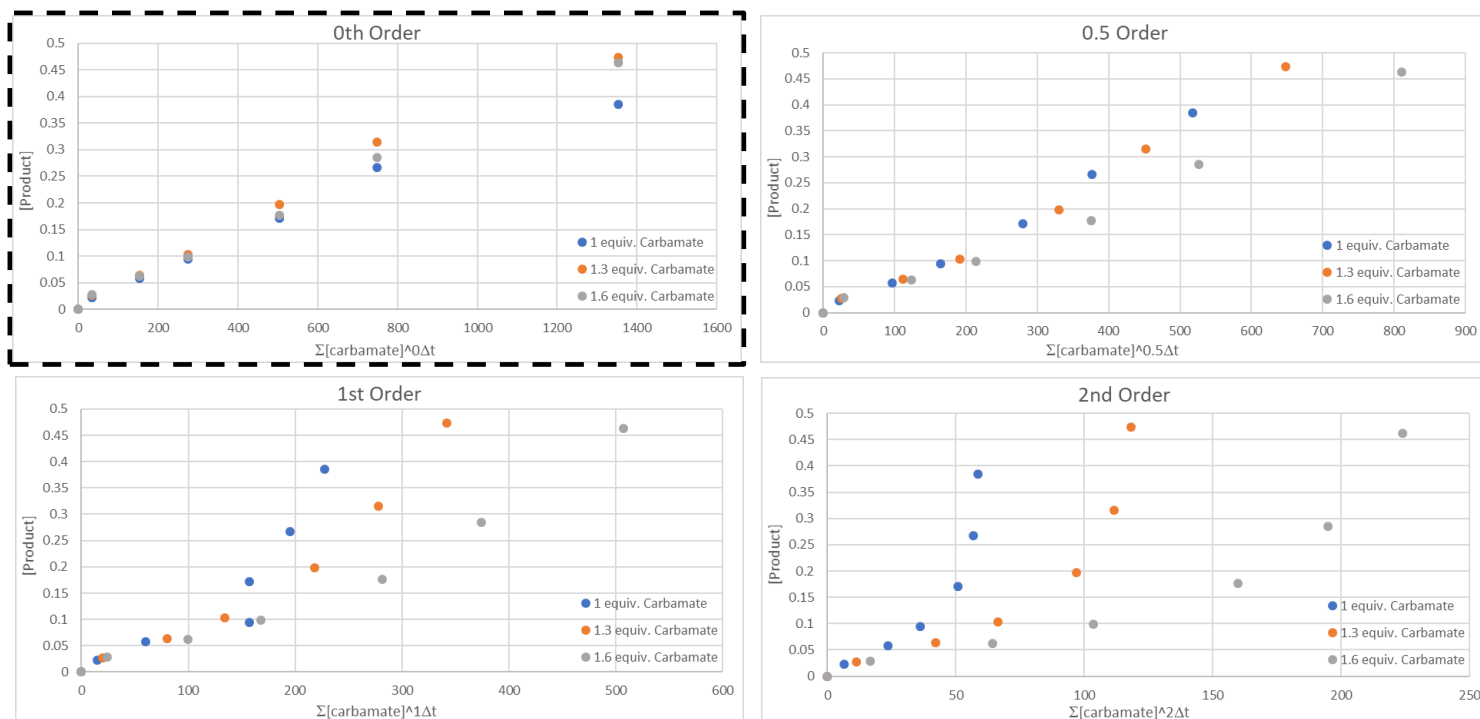 0th Order
[Product]
0.5
0.45
0.4
0.35
0.3
0.25
0.2
0.15
0.1
0.05
0
0 200 400 600 800 1000 1200 1400 1600
Σ[carbamate]^0Δt
1 equiv. Carbamate
1.3 equiv. Carbamate
1.6 equiv. Carbamate
0.5 Order
[Product]
0.5
0.45
0.4
0.35
0.3
0.25
0.2
0.15
0.1
0.05
0
0 100 200 300 400 500 600 700 800 900
Σ[carbamate]^0.5Δt
1 equiv. Carbamate
1.3 equiv. Carbamate
1.6 equiv. Carbamate
1st Order
[Product]
0.5
0.45
0.4
0.35
0.3
0.25
0.2
0.15
0.1
0.05
0
0 100 200 300 400 500 600
Σ[carbamate]^1Δt
1 equiv. Carbamate
1.3 equiv. Carbamate
1.6 equiv. Carbamate
2nd Order
[Product]
0.5
0.45
0.4
0.35
0.3
0.25
0.2
0.15
0.1
0.05
0
0 50 100 150 200 250
Σ[carbamate]^2Δt
1 equiv. Carbamate
1.3 equiv. Carbamate
1.6 equiv. Carbamate